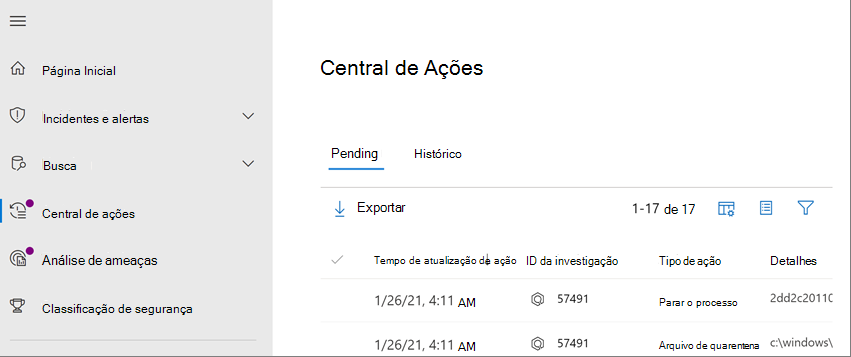 Página Inicial
Incidentes e alertas
Busca
Central de ações
Análise de ameaças
Classificação de segurança
Central de Ações
Pending Histórico
Exportar 1-17 de 17
Tempo de atualização de ação ID da investigação Tipo de ação Detalhes
1/26/21, 4:11 AM 57491 Parar o processo 2dd2c20110
1/26/21, 4:11 AM 57491 Arquivo de quarentena c:\windows\